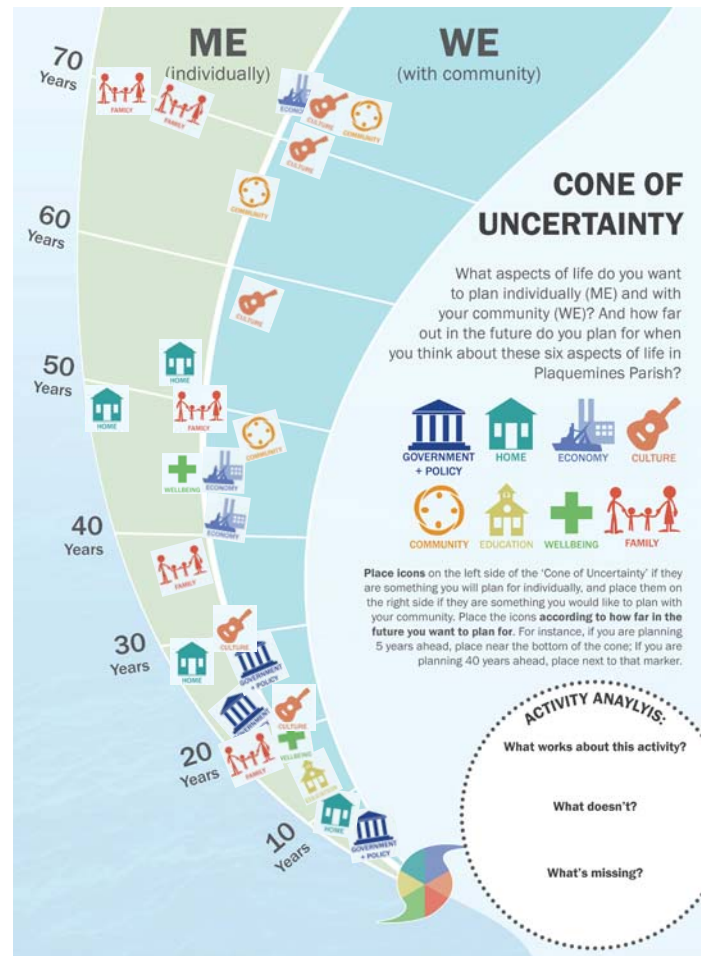 ME
(individually)
WE
(with community)
70
Years
FAMILY
FAMILY
ECONO
CULTURE
COMMUNITY
CULTURE
COMMUNITY
60
Years
CULTURE
50
Years
HOME
HOME
FAMILY
COMMUNITY
WELLBEING
ECONOMY
ECONOMY
40
Years
FAMILY
CULTURE
30
Years
HOME
GOVERNMENT
+ POLICY
GOVERNMENT
CULTURE
20
Years
FAMILY
WELLBEING
EDUCATION
HOME
10
Years
GOVERNMENT
+ POLICY
CONE OF
UNCERTAINTY
What aspects of life do you want
to plan individually (ME) and with
your community (WE)? And how far
out in the future do you plan for when
you think about these six aspects of life in
Plaquemines Parish?
GOVERNMENT
+ POLICY
HOME
ECONOMY
CULTURE
COMMUNITY
EDUCATION
WELLBEING
FAMILY
Place icons on the left side of the ‘Cone of Uncertainty’ if they
are something you will plan for individually, and place them on
the right side if they are something you would like to plan with
your community. Place the icons according to how far in the
future you want to plan for. For instance, if you are planning
5 years ahead, place near the bottom of the cone; If you are
planning 40 years ahead, place next to that marker.
ACTIVITY ANAYLYIS:
What works about this activity?
What doesn’t?
What’s missing?